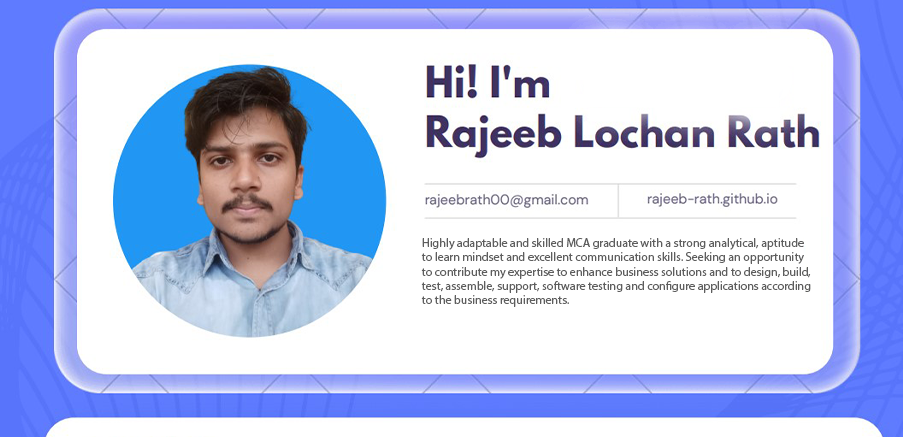 Hi! I'm
Rajeeb Lochan Rath
rajeebrath00@gmail.com
rajeeb-rath.github.io
Highly adaptable and skilled MCA graduate with a strong analytical, aptitude
to learn mindset and excellent communication skills. Seeking an opportunity
to contribute my expertise to enhance business solutions and to design, build,
test, assemble, support, software testing and configure applications according
to the business requirements.